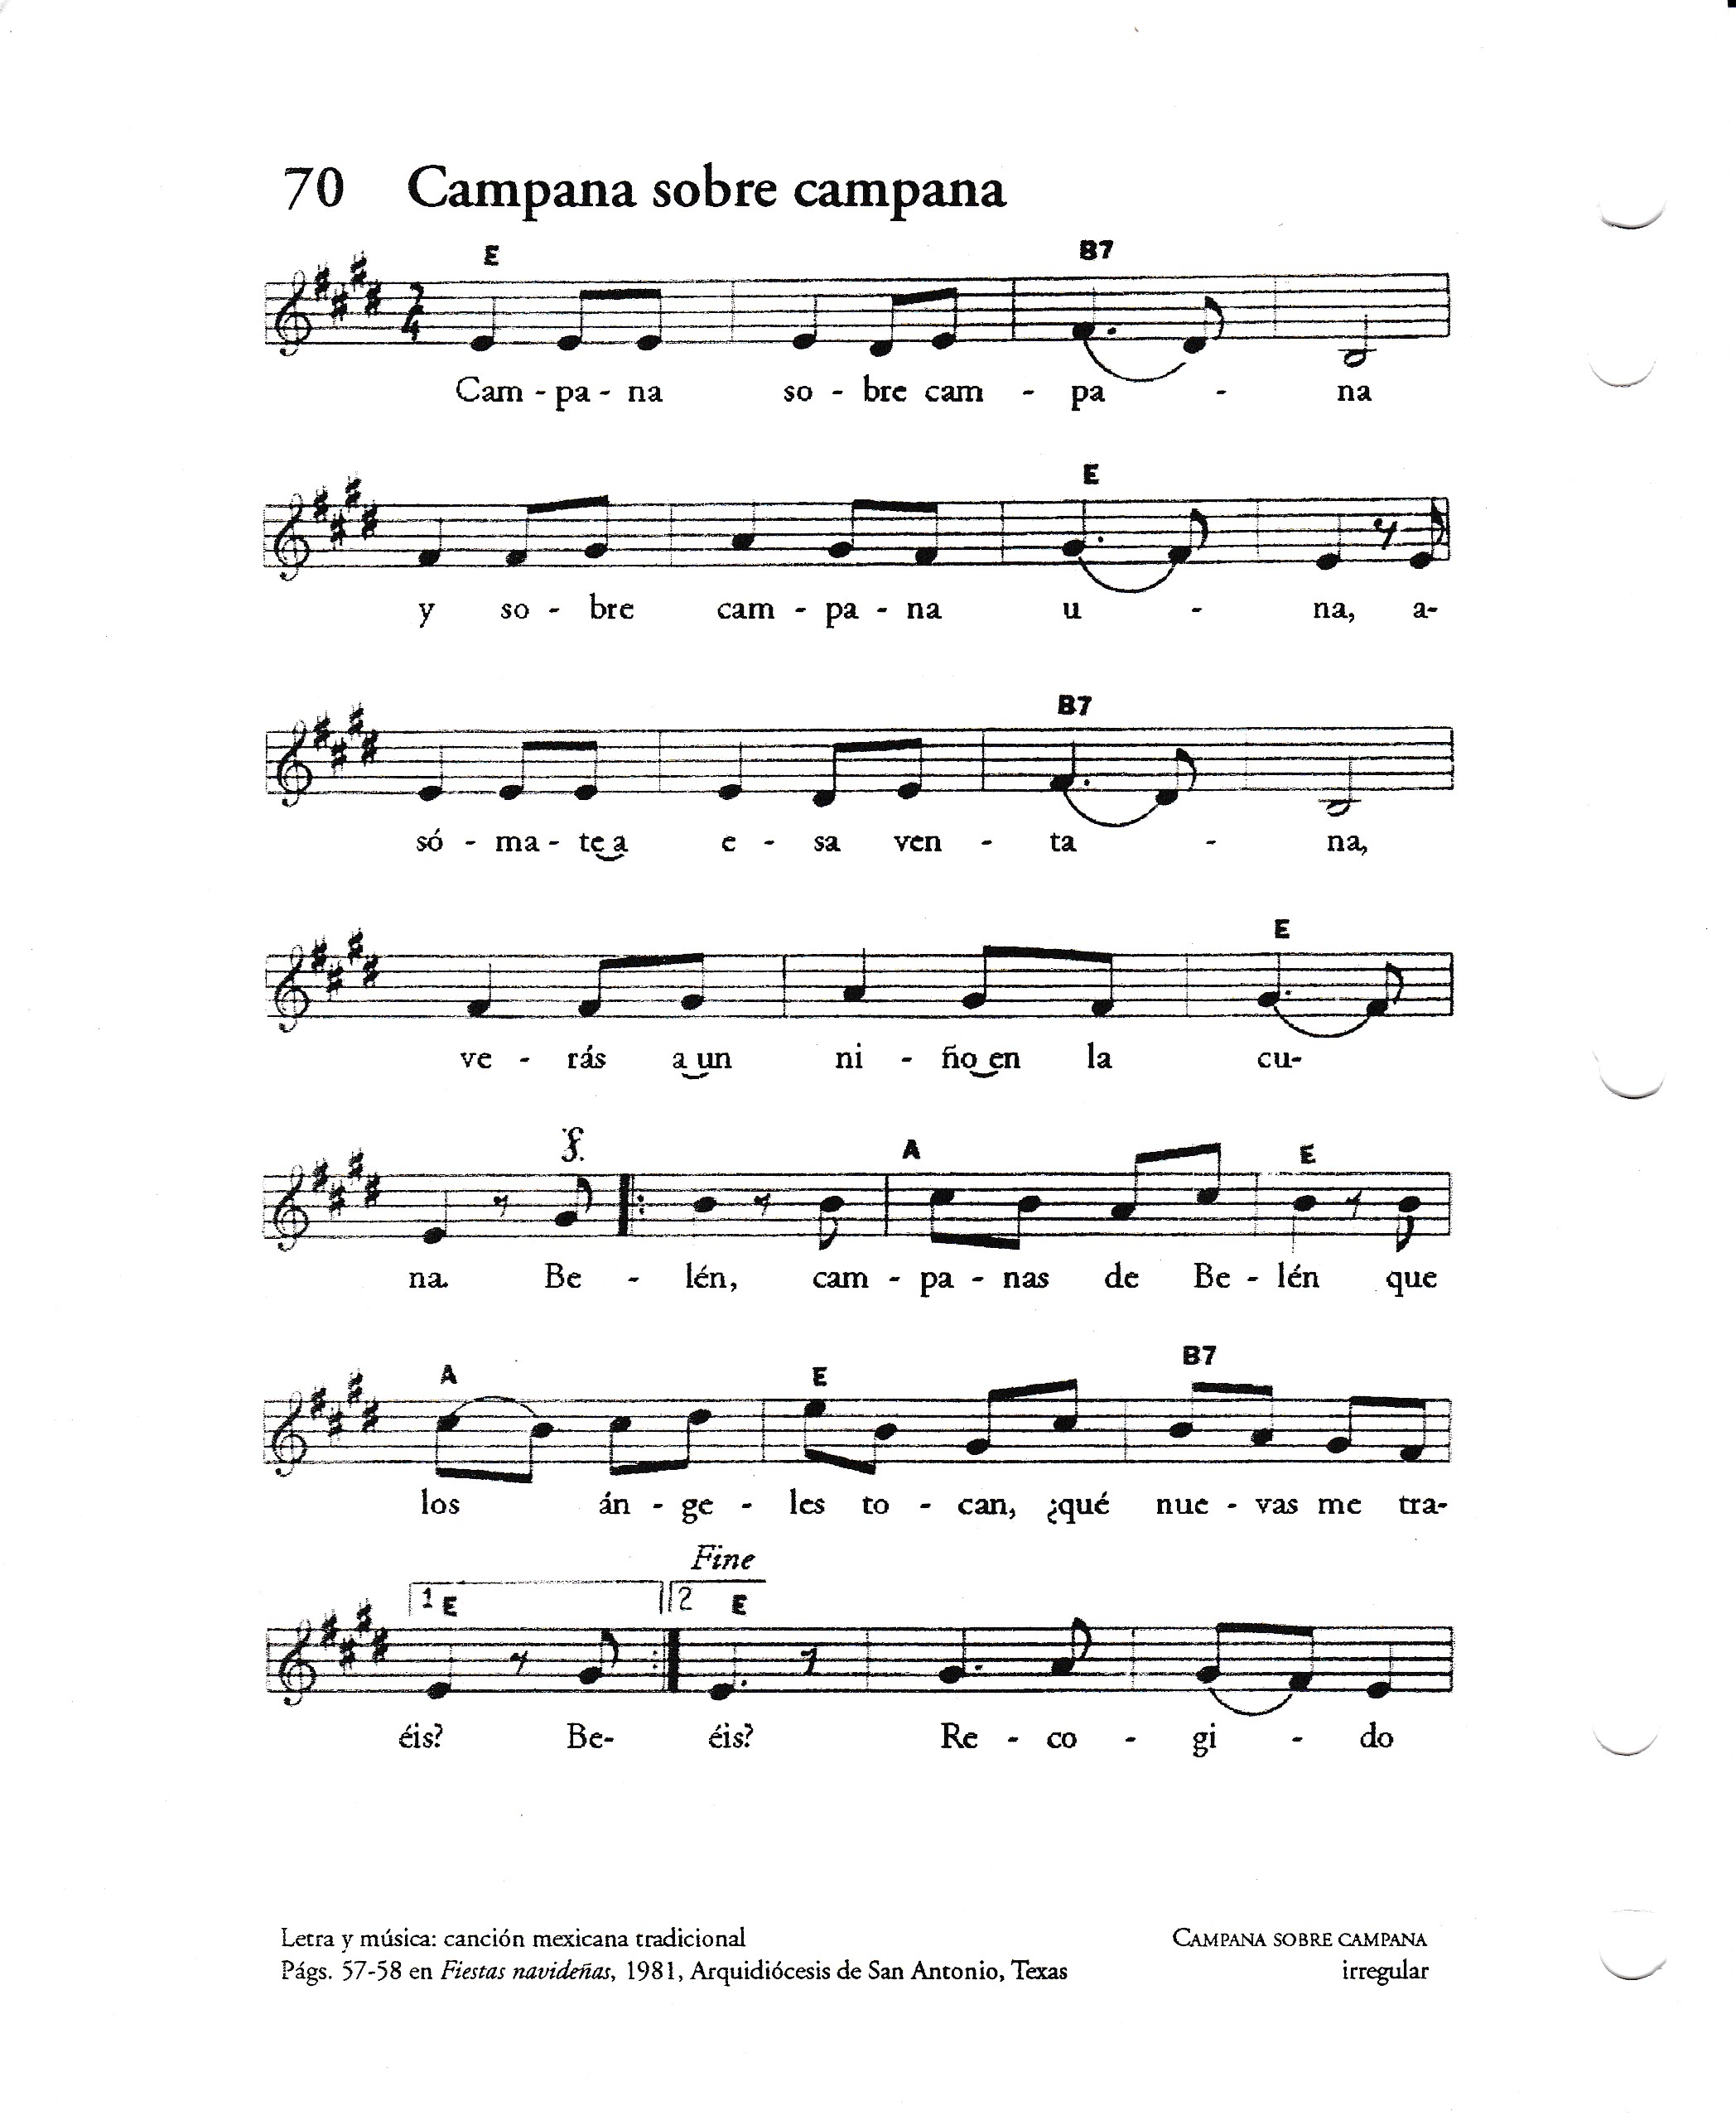 70 Campana sobre campana
E B7
2
4
Cam - pa - na so - bre cam - pa - na
E
y so - bre cam - pa - na u - na, a-
B7
só - ma - te a e - sa ven - ta - na,
E
ve - rás a un ni - ño en la cu-
A E
na. Be - lén, cam - pa - nas de Be - lén que
A E B7
los án - ge - les to - can, ¿qué nue - vas me tra-
Fine
1 E 2 E
éis? Be- éis? Re - co - gi - do
Letra y música: canción mexicana tradicional CAMPANA SOBRE CAMPANA
Págs. 57-58 en Fiestas navideñas, 1981, Arquidiócesis de San Antonio, Texas irregular